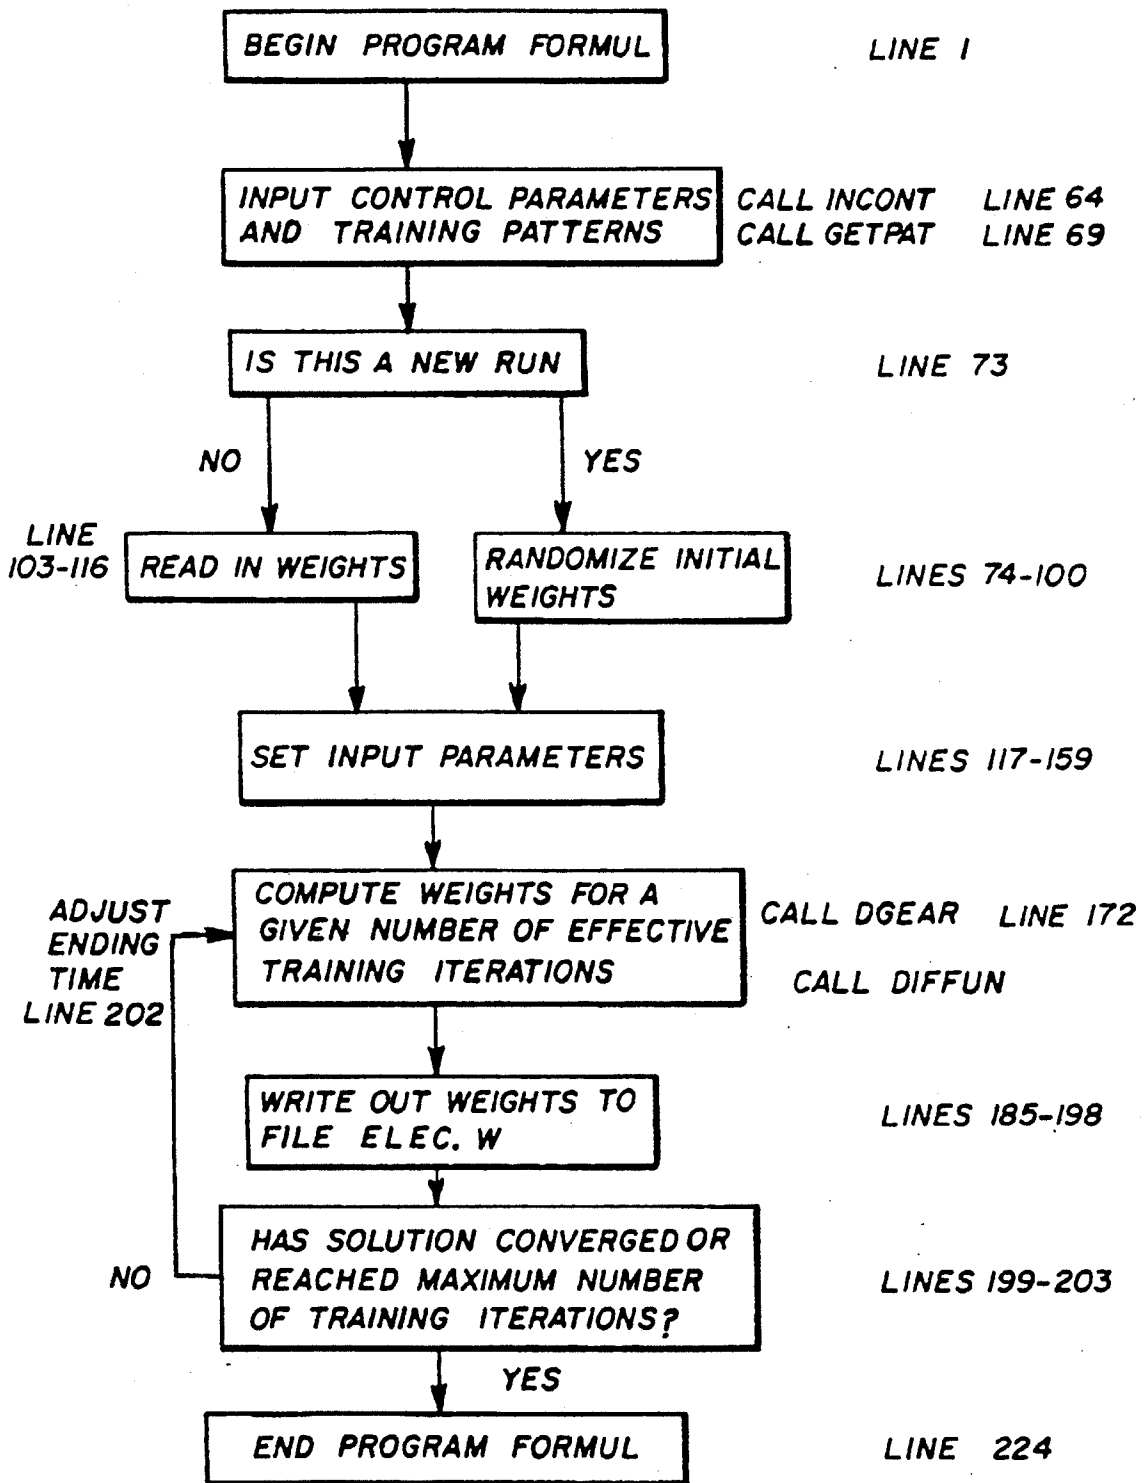 BEGIN PROGRAM FORMUL
LINE 1
INPUT CONTROL PARAMETERS
AND TRAINING PATTERNS
CALL INCONT LINE 64
CALL GETPAT LINE 69
IS THIS A NEW RUN
LINE 73
NO
YES
LINE
103-116
READ IN WEIGHTS
RANDOMIZE INITIAL
WEIGHTS
LINES 74-100
SET INPUT PARAMETERS
LINES 117-159
ADJUST
ENDING
TIME
LINE 202
COMPUTE WEIGHTS FOR A
GIVEN NUMBER OF EFFECTIVE
TRAINING ITERATIONS
CALL DGEAR LINE 172
CALL DIFFUN
WRITE OUT WEIGHTS TO
FILE ELEC. W
LINES 185-198
HAS SOLUTION CONVERGED OR
REACHED MAXIMUM NUMBER
OF TRAINING ITERATIONS?
NO
LINES 199-203
YES
END PROGRAM FORMUL
LINE 224